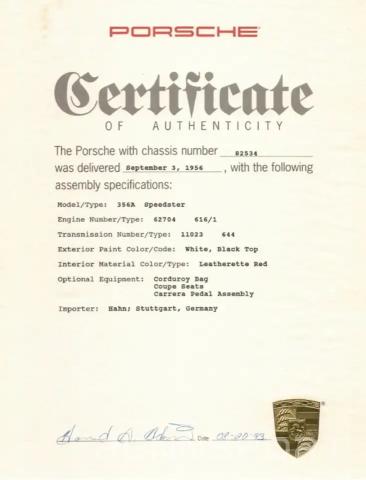 PORSCHE
Certificate
OF AUTHENTICITY
The Porsche with chassis number 82534
was delivered September 3, 1956, with the following
assembly specifications:
Model/Type: 356A Speedster
Engine Number/Type: 62704 616/1
Transmission Number/Type: 11023 644
Exterior Paint Color/Code: White, Black Top
Interior Material Color/Type: Leatherette Red
Optional Equipment: Corduroy Bag
Coupe Seats
Carrera Pedal Assembly
Importer: Hahn; Stuttgart, Germany
Date 08-20-93
®